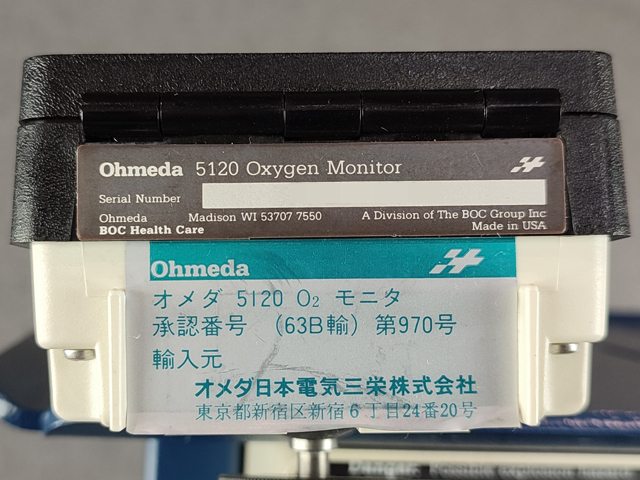 Ohmeda 5120 Oxygen Monitor
Serial Number
Ohmeda Madison WI 53707 7550 A Division of The BOC Group Inc
BOC Health Care Made in USA
Ohmeda
オメダ 5120 O₂ モニタ
承認番号 (63B輸) 第970号
輸入元
オメダ日本電気三栄株式会社
東京都新宿区新宿6丁目24番20号